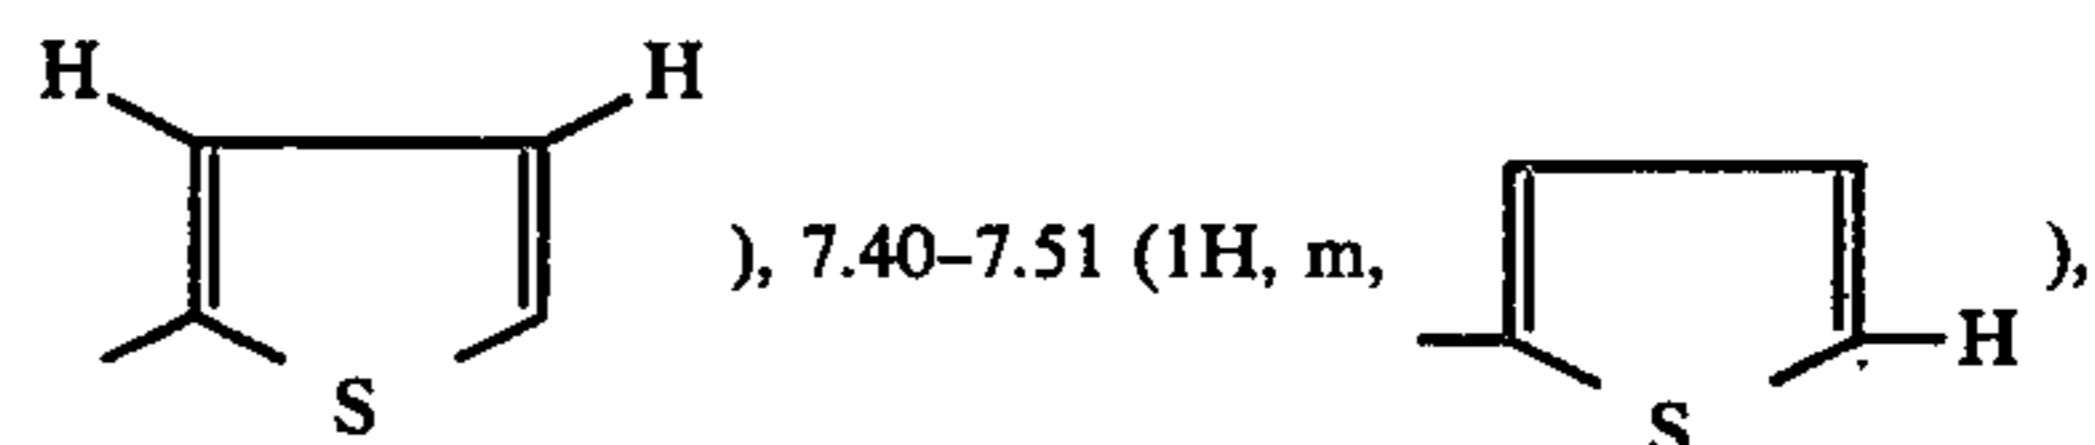 H H
), 7.40–7.51 (1H, m, ),
H
S S